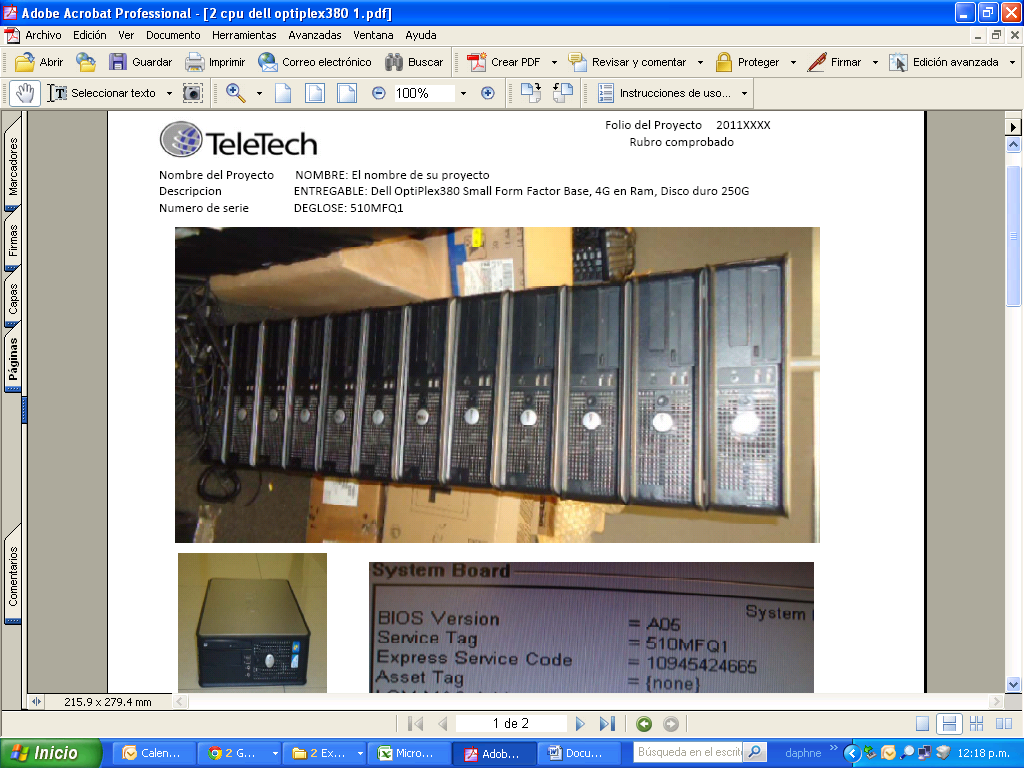 Adobe Acrobat Professional - [2 cpu dell optiplex380 1.pdf]
Archivo Edición Ver Documento Herramientas Avanzadas Ventana Ayuda
Abrir Guardar Imprimir Correo electrónico Buscar Crear PDF Revisar y comentar Proteger Firmar Edición avanzada
Seleccionar texto 100% Instrucciones de uso...
Marcadores
Firmas
Capas
Páginas
Comentarios
TeleTech
Folio del Proyecto 2011XXXX
Rubro comprobado
Nombre del Proyecto NOMBRE: El nombre de su proyecto
Descripcion ENTREGABLE: Dell OptiPlex380 Small Form Factor Base, 4G en Ram, Disco duro 250G
Numero de serie DEGLOSE: 510MFQ1
System Board
System
BIOS Version = A05
Service Tag = 510MFQ1
Express Service Code = 10945424665
Asset Tag = {none}
215.9 x 279.4 mm
1 de 2
Inicio Calen... 2 G... 2 Ex... Micro... Adob... Docu... Búsqueda en el escrito daphne 12:18 p.m.